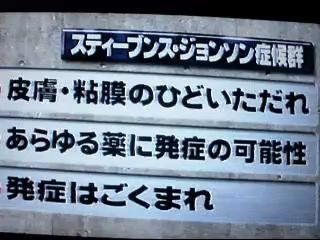 スティーブンス・ジョンソン症候群
皮膚・粘膜のひどいただれ
あらゆる薬に発症の可能性
発症はごくまれ